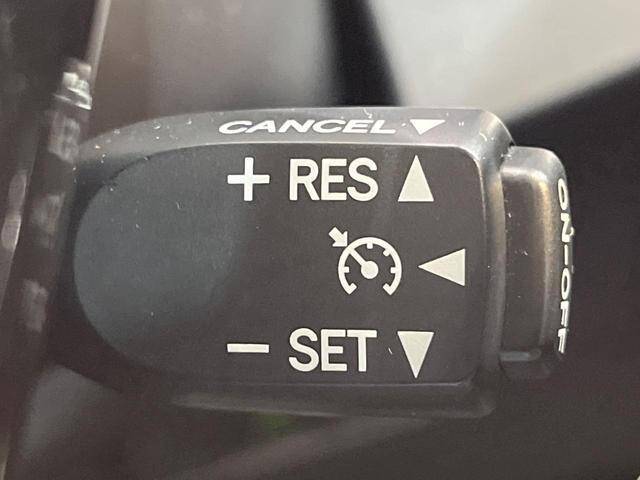 CANCEL ▼
+ RES ▲
◀
− SET ▼
ON-OFF